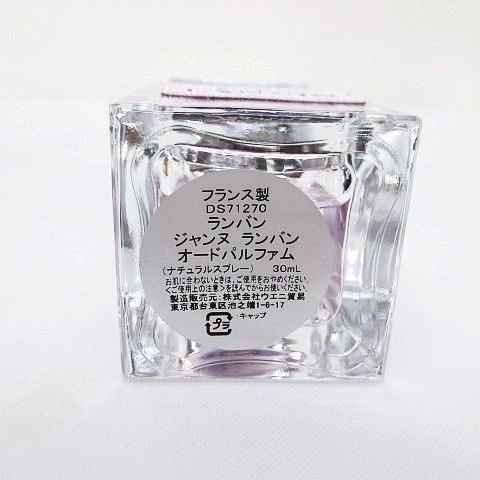 フランス製
DS71270
ランバン
ジャンヌ ランバン
オードパルファム
(ナチュラルスプレー) 30mL
お肌に合わないときは、ご使用をおやめください。
<ご使用上の注意>を読んでからお使いください。
製造販売元:株式会社ウエニ貿易
東京都台東区池之端1-6-17
プラ キャップ